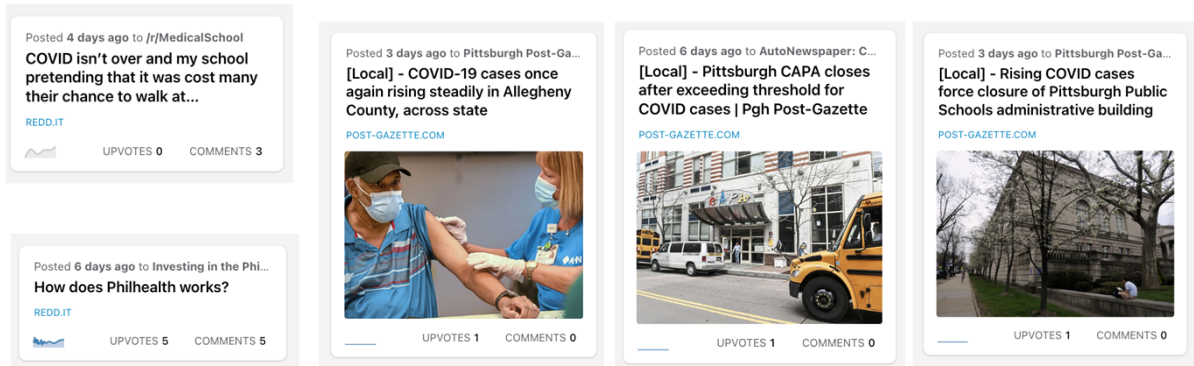 Posted 4 days ago to /r/MedicalSchool
COVID isn’t over and my school
pretending that it was cost many
their chance to walk at...
REDD.IT
UPVOTES 0 COMMENTS 3
Posted 6 days ago to Investing in the Phi...
How does Philhealth works?
REDD.IT
UPVOTES 5 COMMENTS 5
Posted 3 days ago to Pittsburgh Post-Ga...
[Local] - COVID-19 cases once
again rising steadily in Allegheny
County, across state
POST-GAZETTE.COM
UPVOTES 1 COMMENTS 0
Posted 6 days ago to AutoNewspaper: C...
[Local] - Pittsburgh CAPA closes
after exceeding threshold for
COVID cases | Pgh Post-Gazette
POST-GAZETTE.COM
CAPA
UPVOTES 1 COMMENTS 0
Posted 3 days ago to Pittsburgh Post-Ga...
[Local] - Rising COVID cases
force closure of Pittsburgh Public
Schools administrative building
POST-GAZETTE.COM
UPVOTES 1 COMMENTS 0